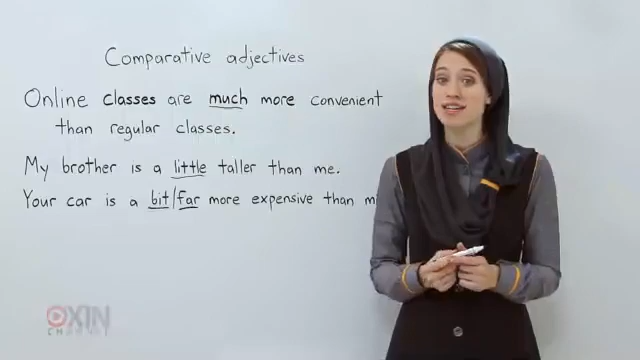 Comparative adjectives
Online classes are much more convenient
than regular classes.
My brother is a little taller than me.
Your car is a bit/far more expensive than
OXIN
CHANNEL